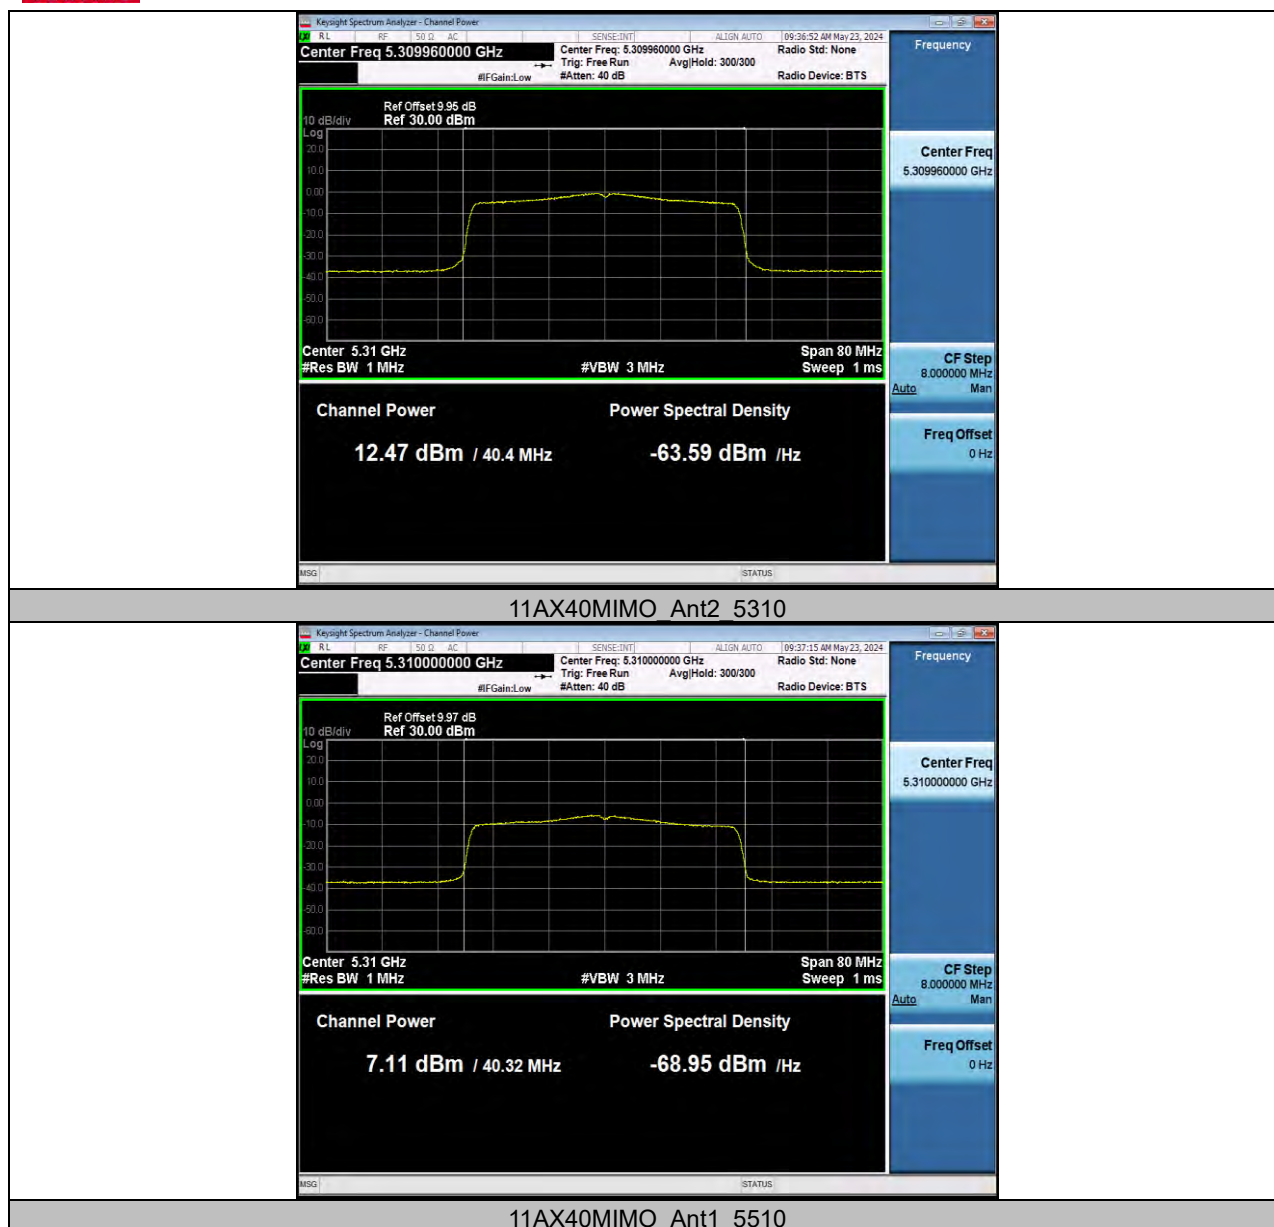 Keysight Spectrum Analyzer - Channel Power
RL RF 50 Ω AC SENSE:INT ALIGN AUTO 09:36:52 AM May 23, 2024
Center Freq 5.309960000 GHz
Center Freq: 5.309960000 GHz
Radio Std: None
Trig: Free Run Avg|Hold: 300/300
#IFGain:Low #Atten: 40 dB Radio Device: BTS
Frequency
Ref Offset 9.95 dB
10 dB/div Ref 30.00 dBm
Log
20.0
10.0
0.00
-10.0
-20.0
-30.0
-40.0
-50.0
-60.0
Center 5.31 GHz Span 80 MHz
#Res BW 1 MHz #VBW 3 MHz Sweep 1 ms
Center Freq
5.309960000 GHz
CF Step
8.000000 MHz
Auto Man
Freq Offset
0 Hz
Channel Power Power Spectral Density
12.47 dBm / 40.4 MHz -63.59 dBm /Hz
MSG STATUS
11AX40MIMO_Ant2_5310
Keysight Spectrum Analyzer - Channel Power
RL RF 50 Ω AC SENSE:INT ALIGN AUTO 09:37:15 AM May 23, 2024
Center Freq 5.310000000 GHz
Center Freq: 5.310000000 GHz
Radio Std: None
Trig: Free Run Avg|Hold: 300/300
#IFGain:Low #Atten: 40 dB Radio Device: BTS
Frequency
Ref Offset 9.97 dB
10 dB/div Ref 30.00 dBm
Log
20.0
10.0
0.00
-10.0
-20.0
-30.0
-40.0
-50.0
-60.0
Center 5.31 GHz Span 80 MHz
#Res BW 1 MHz #VBW 3 MHz Sweep 1 ms
Center Freq
5.310000000 GHz
CF Step
8.000000 MHz
Auto Man
Freq Offset
0 Hz
Channel Power Power Spectral Density
7.11 dBm / 40.32 MHz -68.95 dBm /Hz
MSG STATUS
11AX40MIMO_Ant1_5510